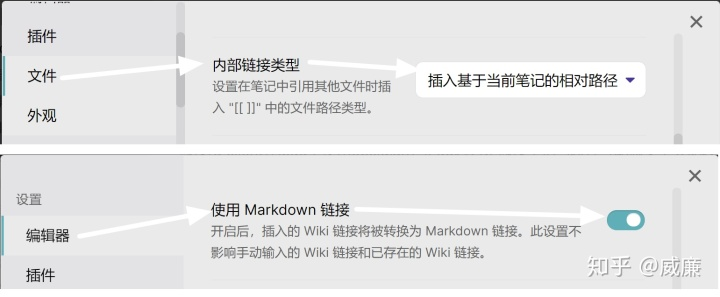 插件
文件
外观
内部链接类型
设置在笔记中引用其他文件时插
入 "[[ ]]" 中的文件路径类型。
插入基于当前笔记的相对路径
设置
编辑器
插件
使用 Markdown 链接
开启后，插入的 Wiki 链接将被转换为 Markdown 链接。此设置不
影响手动输入的 Wiki 链接和已存在的 Wiki 链接。
知乎 @威廉